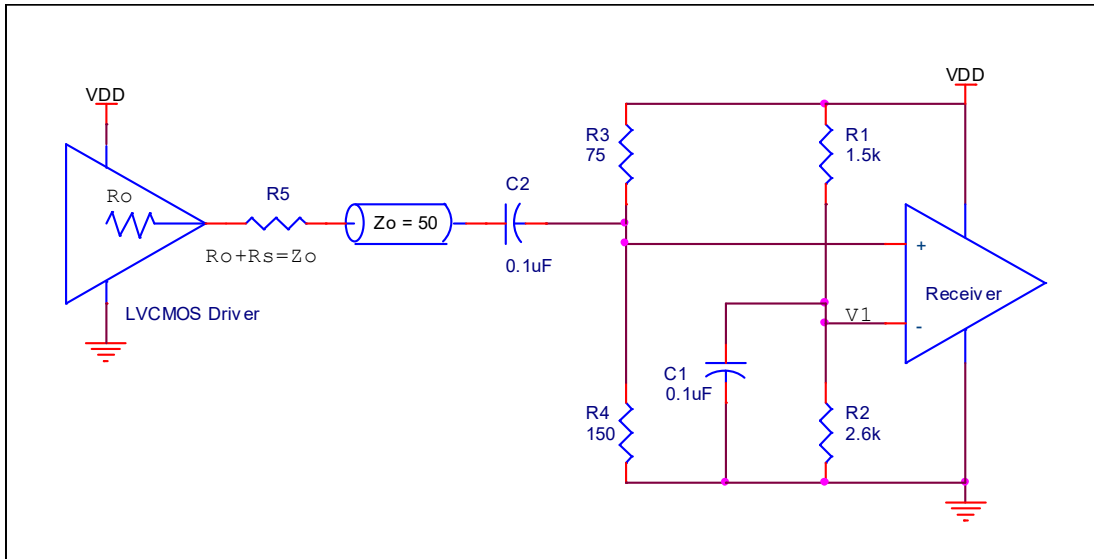 VDD
Ro
R5
Ro+Rs=Zo
LVCMOS Driver
Zo = 50
C2
0.1uF
R3
75
R4
150
C1
0.1uF
VDD
R1
1.5k
V1
R2
2.6k
+
-
Receiver